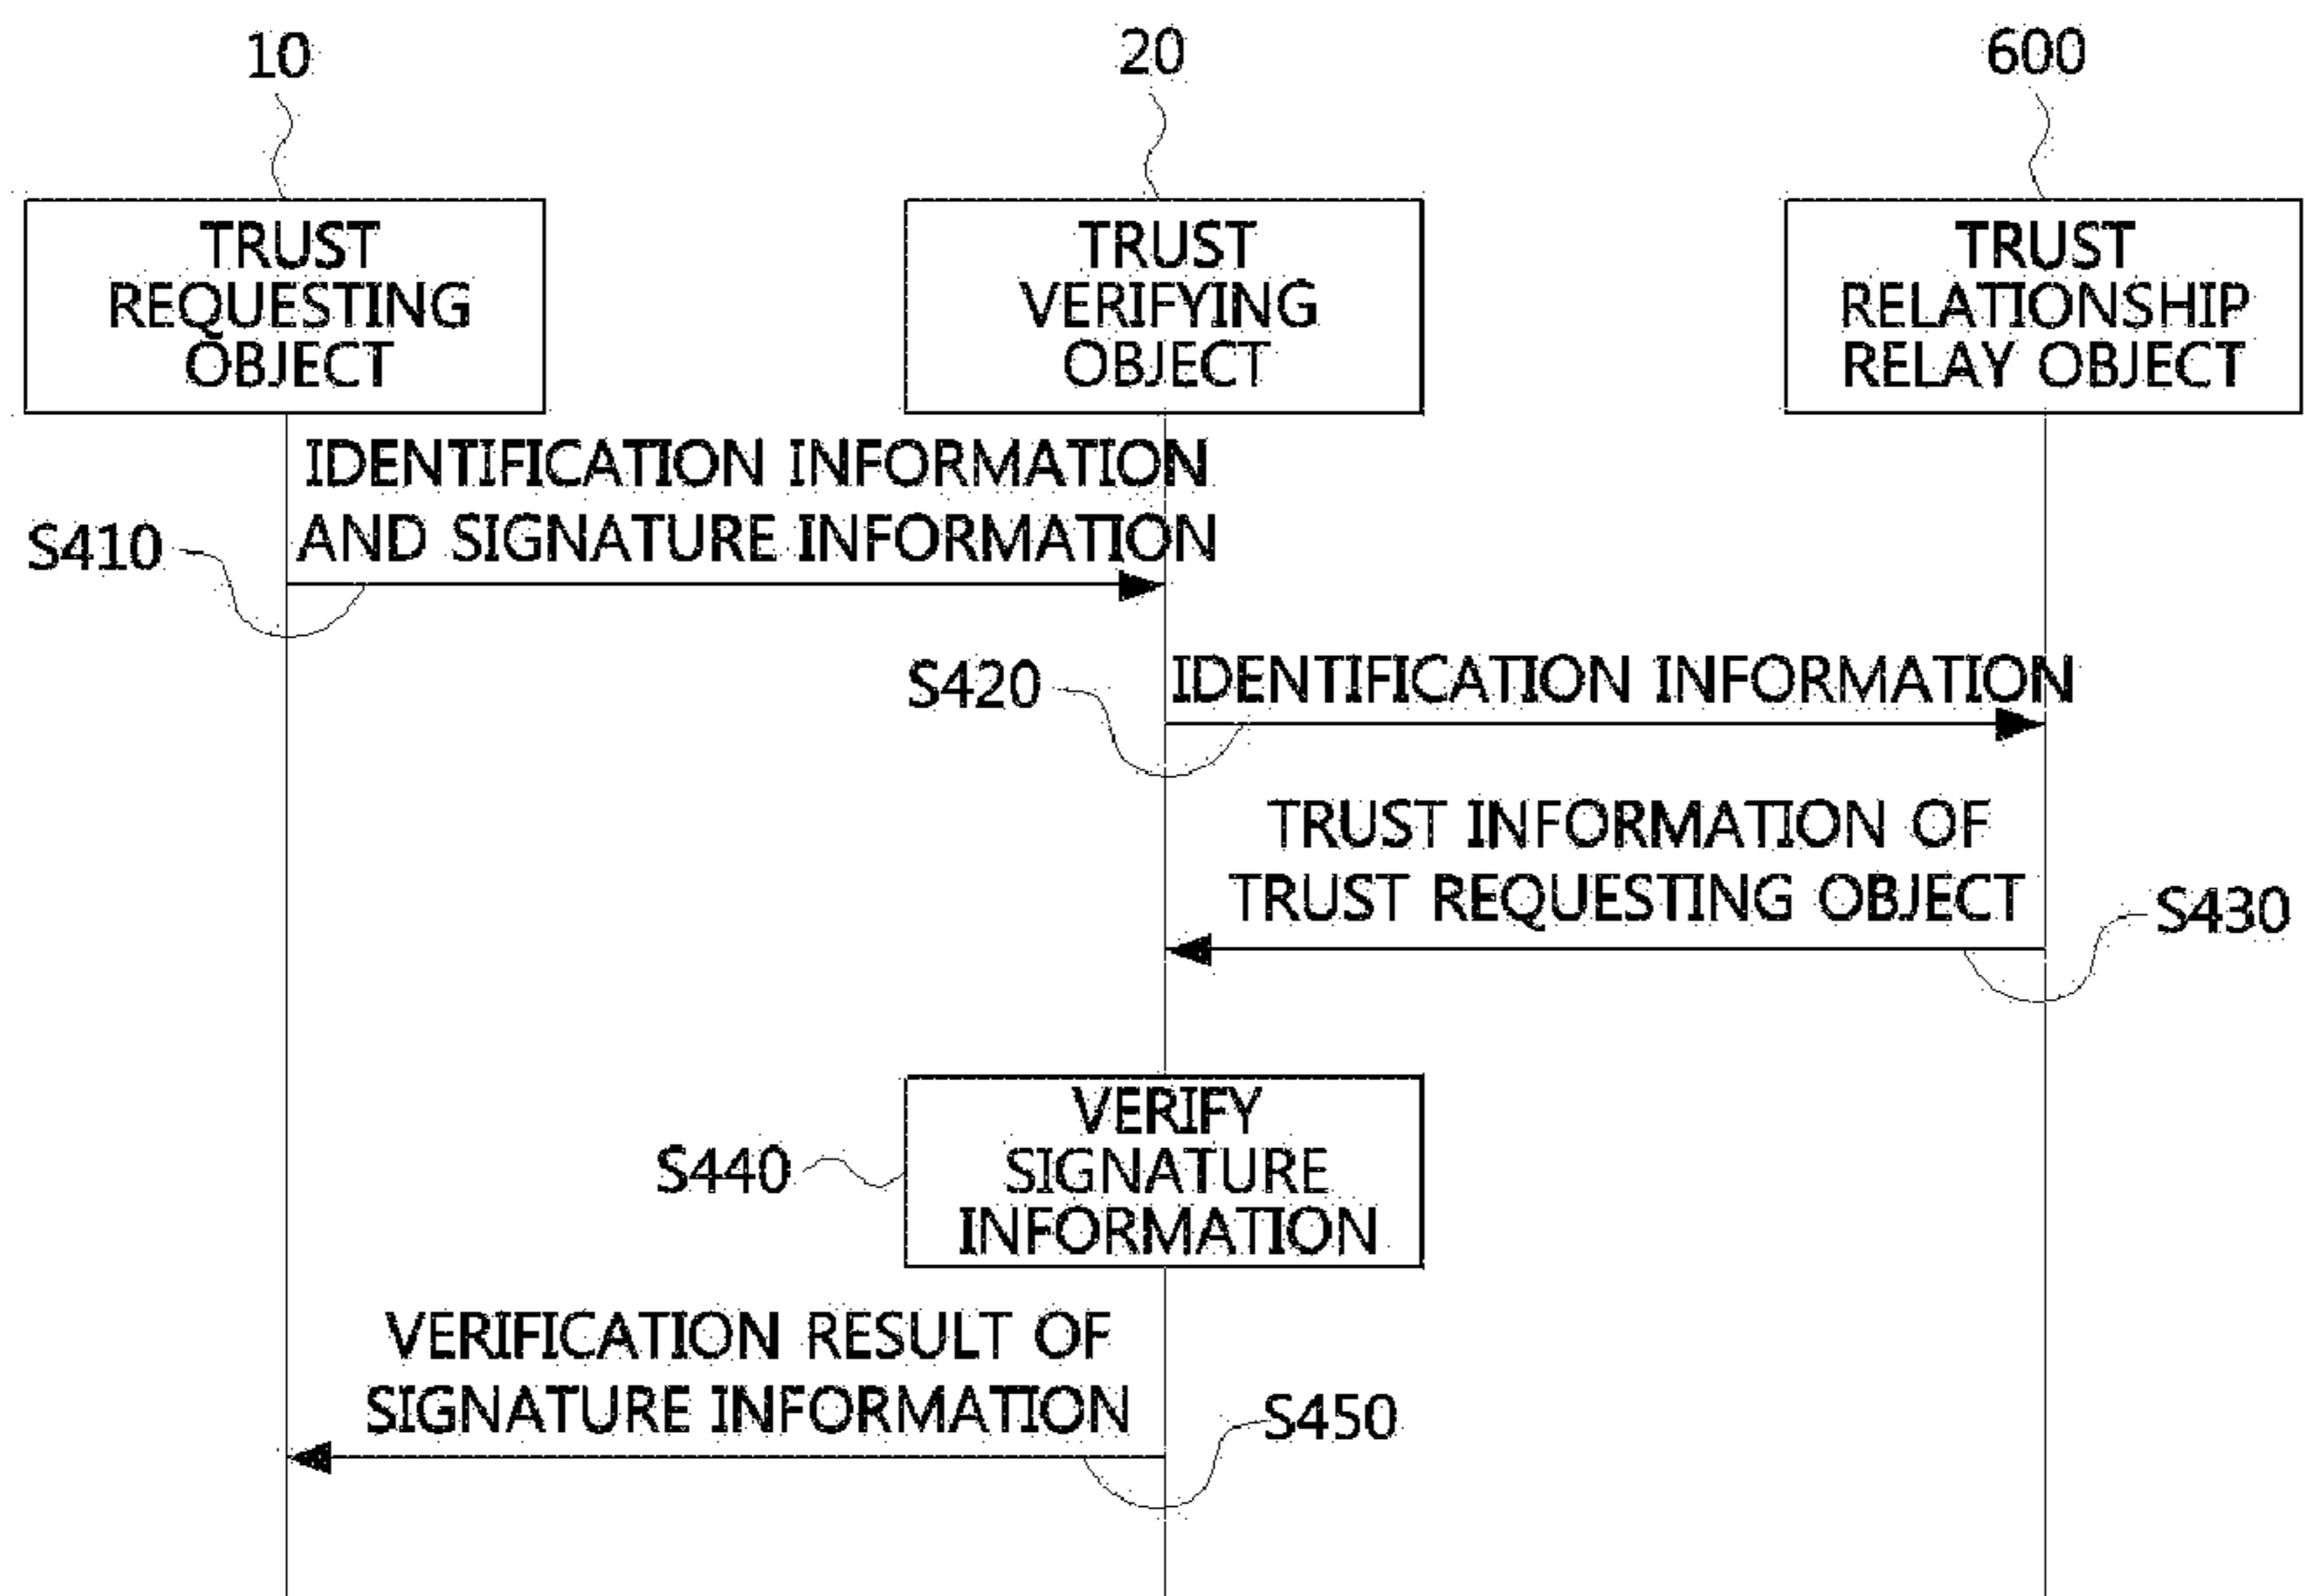 10
20
600
TRUST
REQUESTING
OBJECT
TRUST
VERIFYING
OBJECT
TRUST
RELATIONSHIP
RELAY OBJECT
IDENTIFICATION INFORMATION
AND SIGNATURE INFORMATION
S410
S420
IDENTIFICATION INFORMATION
TRUST INFORMATION OF
TRUST REQUESTING OBJECT
S430
S440
VERIFY
SIGNATURE
INFORMATION
VERIFICATION RESULT OF
SIGNATURE INFORMATION
S450